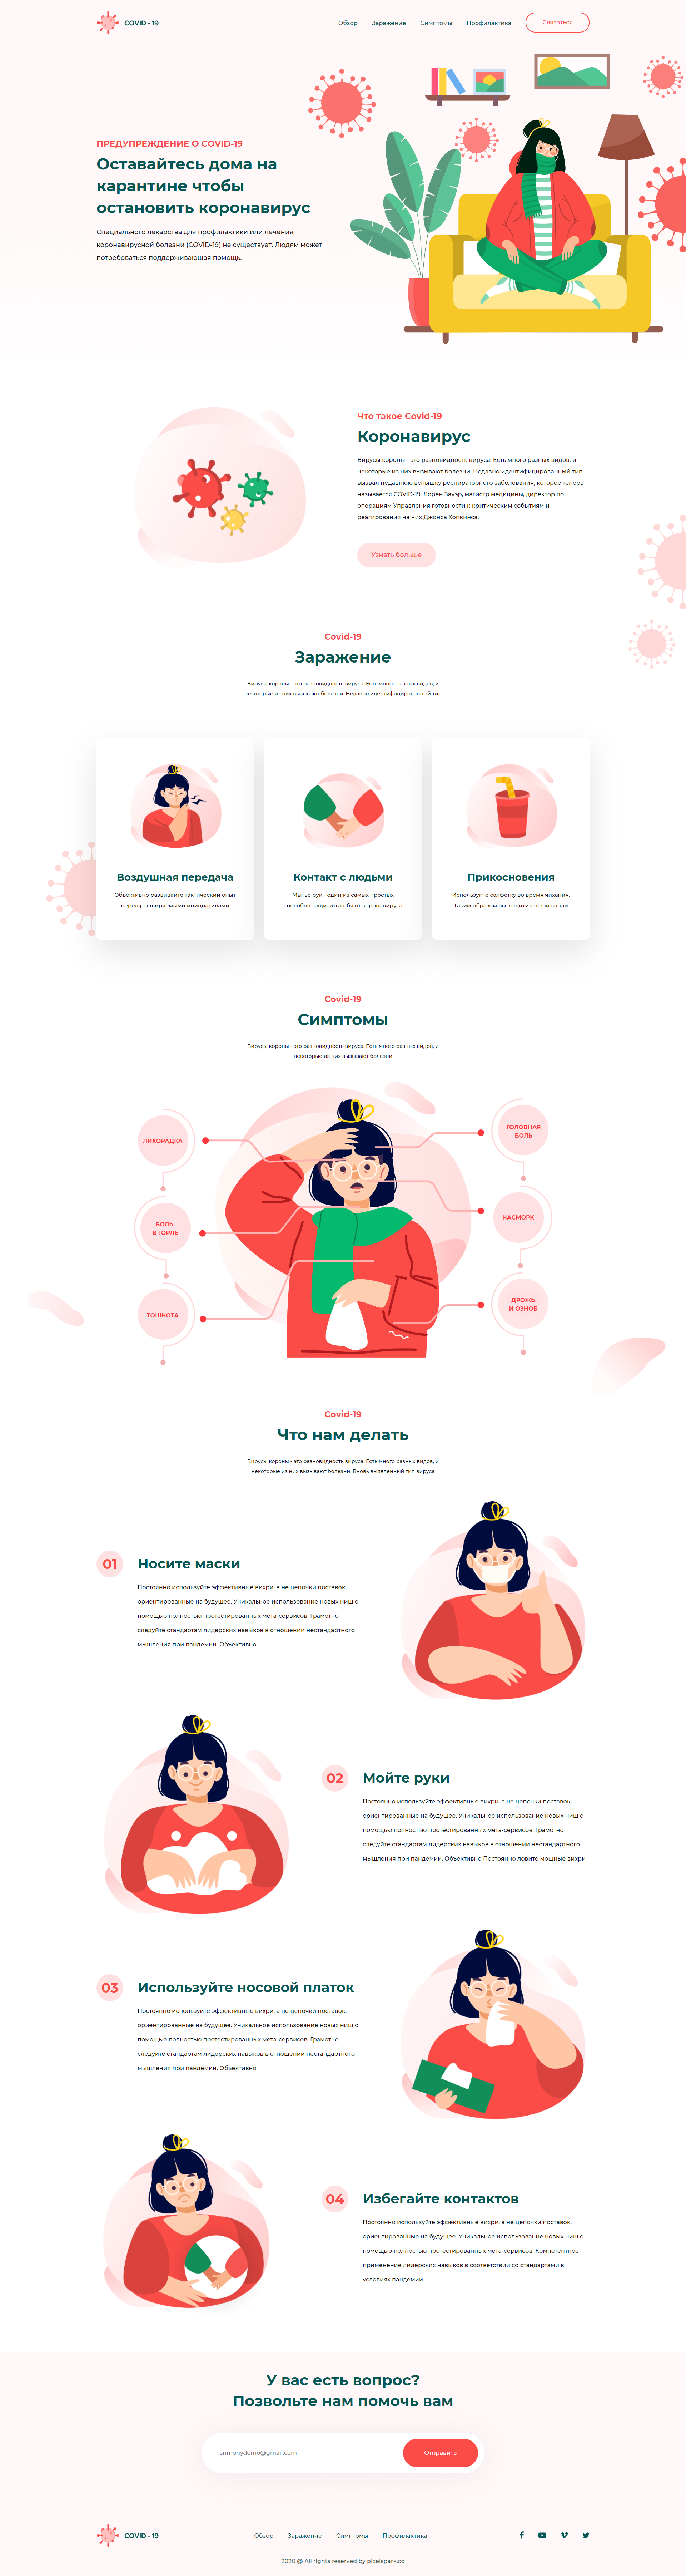 COVID - 19
Обзор Заражение Симптомы Профилактика Связаться
ПРЕДУПРЕЖДЕНИЕ О COVID-19
Оставайтесь дома на
карантине чтобы
остановить коронавирус
Специального лекарства для профилактики или лечения
коронавирусной болезни (COVID-19) не существует. Людям может
потребоваться поддерживающая помощь.
Что такое Covid-19
Коронавирус
Вирусы короны - это разновидность вируса. Есть много разных видов, и
некоторые из них вызывают болезни. Недавно идентифицированный тип
вызвал недавнюю вспышку респираторного заболевания, которое теперь
называется COVID-19. Лорен Зауэр, магистр медицины, директор по
операциям Управления готовности к критическим событиям и
реагирования на них Джонса Хопкинса.
Узнать больше
Covid-19
Заражение
Вирусы короны - это разновидность вируса. Есть много разных видов, и
некоторые из них вызывают болезни. Недавно идентифицированный тип
Воздушная передача
Объективно развивайте тактический опыт
перед расширяемыми инициативами
Контакт с людьми
Мытье рук - один из самых простых
способов защитить себя от коронавируса
Прикосновения
Используйте салфетку во время чихания.
Таким образом вы защитите свои капли
Covid-19
Симптомы
Вирусы короны - это разновидность вируса. Есть много разных видов, и
некоторые из них вызывают болезни
ЛИХОРАДКА
БОЛЬ
В ГОРЛЕ
ТОШНОТА
ГОЛОВНАЯ
БОЛЬ
НАСМОРК
ДРОЖЬ
И ОЗНОБ
Covid-19
Что нам делать
Вирусы короны - это разновидность вируса. Есть много разных видов, и
некоторые из них вызывают болезни. Вновь выявленный тип вируса
01 Носите маски
Постоянно используйте эффективные вихри, а не цепочки поставок,
ориентированные на будущее. Уникальное использование новых ниш с
помощью полностью протестированных мета-сервисов. Грамотно
следуйте стандартам лидерских навыков в отношении нестандартного
мышления при пандемии. Объективно
02 Мойте руки
Постоянно используйте эффективные вихри, а не цепочки поставок,
ориентированные на будущее. Уникальное использование новых ниш с
помощью полностью протестированных мета-сервисов. Грамотно
следуйте стандартам лидерских навыков в отношении нестандартного
мышления при пандемии. Объективно Постоянно ловите мощные вихри
03 Используйте носовой платок
Постоянно используйте эффективные вихри, а не цепочки поставок,
ориентированные на будущее. Уникальное использование новых ниш с
помощью полностью протестированных мета-сервисов. Грамотно
следуйте стандартам лидерских навыков в отношении нестандартного
мышления при пандемии. Объективно
04 Избегайте контактов
Постоянно используйте эффективные вихри, а не цепочки поставок,
ориентированные на будущее. Уникальное использование новых ниш с
помощью полностью протестированных мета-сервисов. Компетентное
применение лидерских навыков в соответствии со стандартами в
условиях пандемии
У вас есть вопрос?
Позвольте нам помочь вам
snmonydemo@gmail.com Отправить
COVID - 19 Обзор Заражение Симптомы Профилактика
2020 @ All rights reserved by pixelspark.co